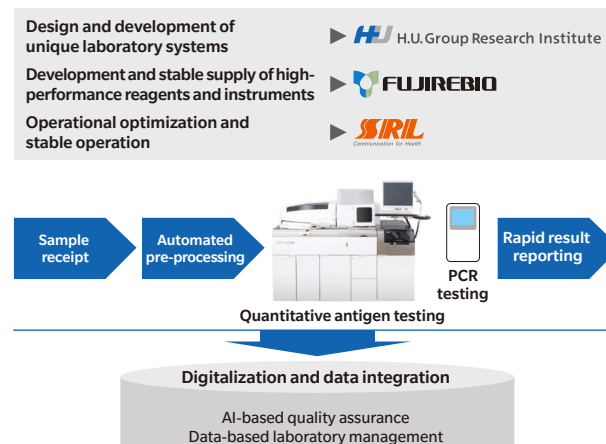 Design and development of
unique laboratory systems
H.U. Group Research Institute
Development and stable supply of high-
performance reagents and instruments
FUJIREBIO
Operational optimization and
stable operation
SRL
Communication for Health
Sample
receipt
Automated
pre-processing
Quantitative antigen testing
PCR
testing
Rapid result
reporting
Digitalization and data integration
AI-based quality assurance
Data-based laboratory management